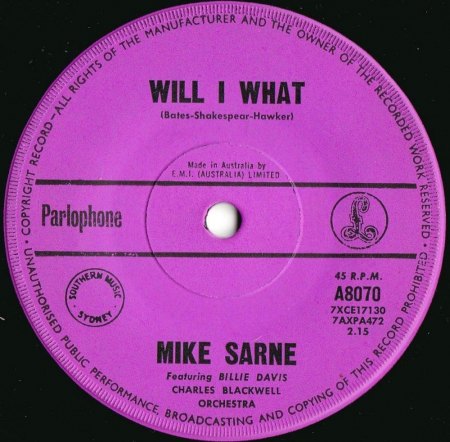 COPYRIGHT RECORD—ALL RIGHTS OF THE MANUFACTURER AND THE OWNER OF THE RECORDED WORK RESERVED •
WILL I WHAT
(Bates-Shakespear-Hawker)
Made in Australia by
E.M.I. (AUSTRALIA) LIMITED
Parlophone
£
45 R.P.M.
A8070
7XCE17130
7AXPA472
2.15
SOUTHERN MUSIC
SYDNEY
MIKE SARNE
Featuring BILLIE DAVIS
CHARLES BLACKWELL
ORCHESTRA
UNAUTHORISED PUBLIC PERFORMANCE, BROADCASTING AND COPYING OF THIS RECORD PROHIBITED •